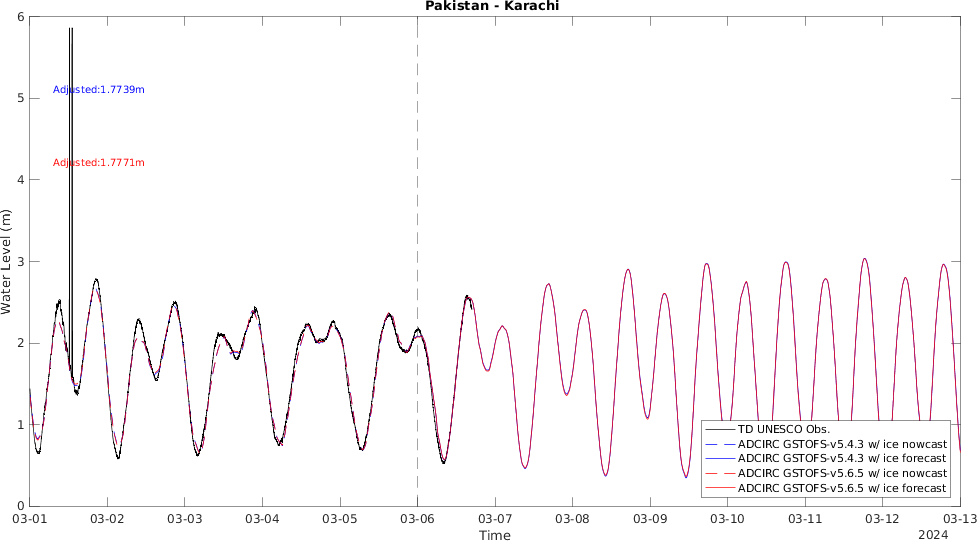 Pakistan - Karachi
6
5
4
3
2
1
0
Water Level (m)
Adjusted:1.7739m
Adjusted:1.7771m
TD UNESCO Obs.
ADCIRC GSTOFS-v5.4.3 w/ ice nowcast
ADCIRC GSTOFS-v5.4.3 w/ ice forecast
ADCIRC GSTOFS-v5.6.5 w/ ice nowcast
ADCIRC GSTOFS-v5.6.5 w/ ice forecast
03-01 03-02 03-03 03-04 03-05 03-06 03-07 03-08 03-09 03-10 03-11 03-12 03-13
Time
2024